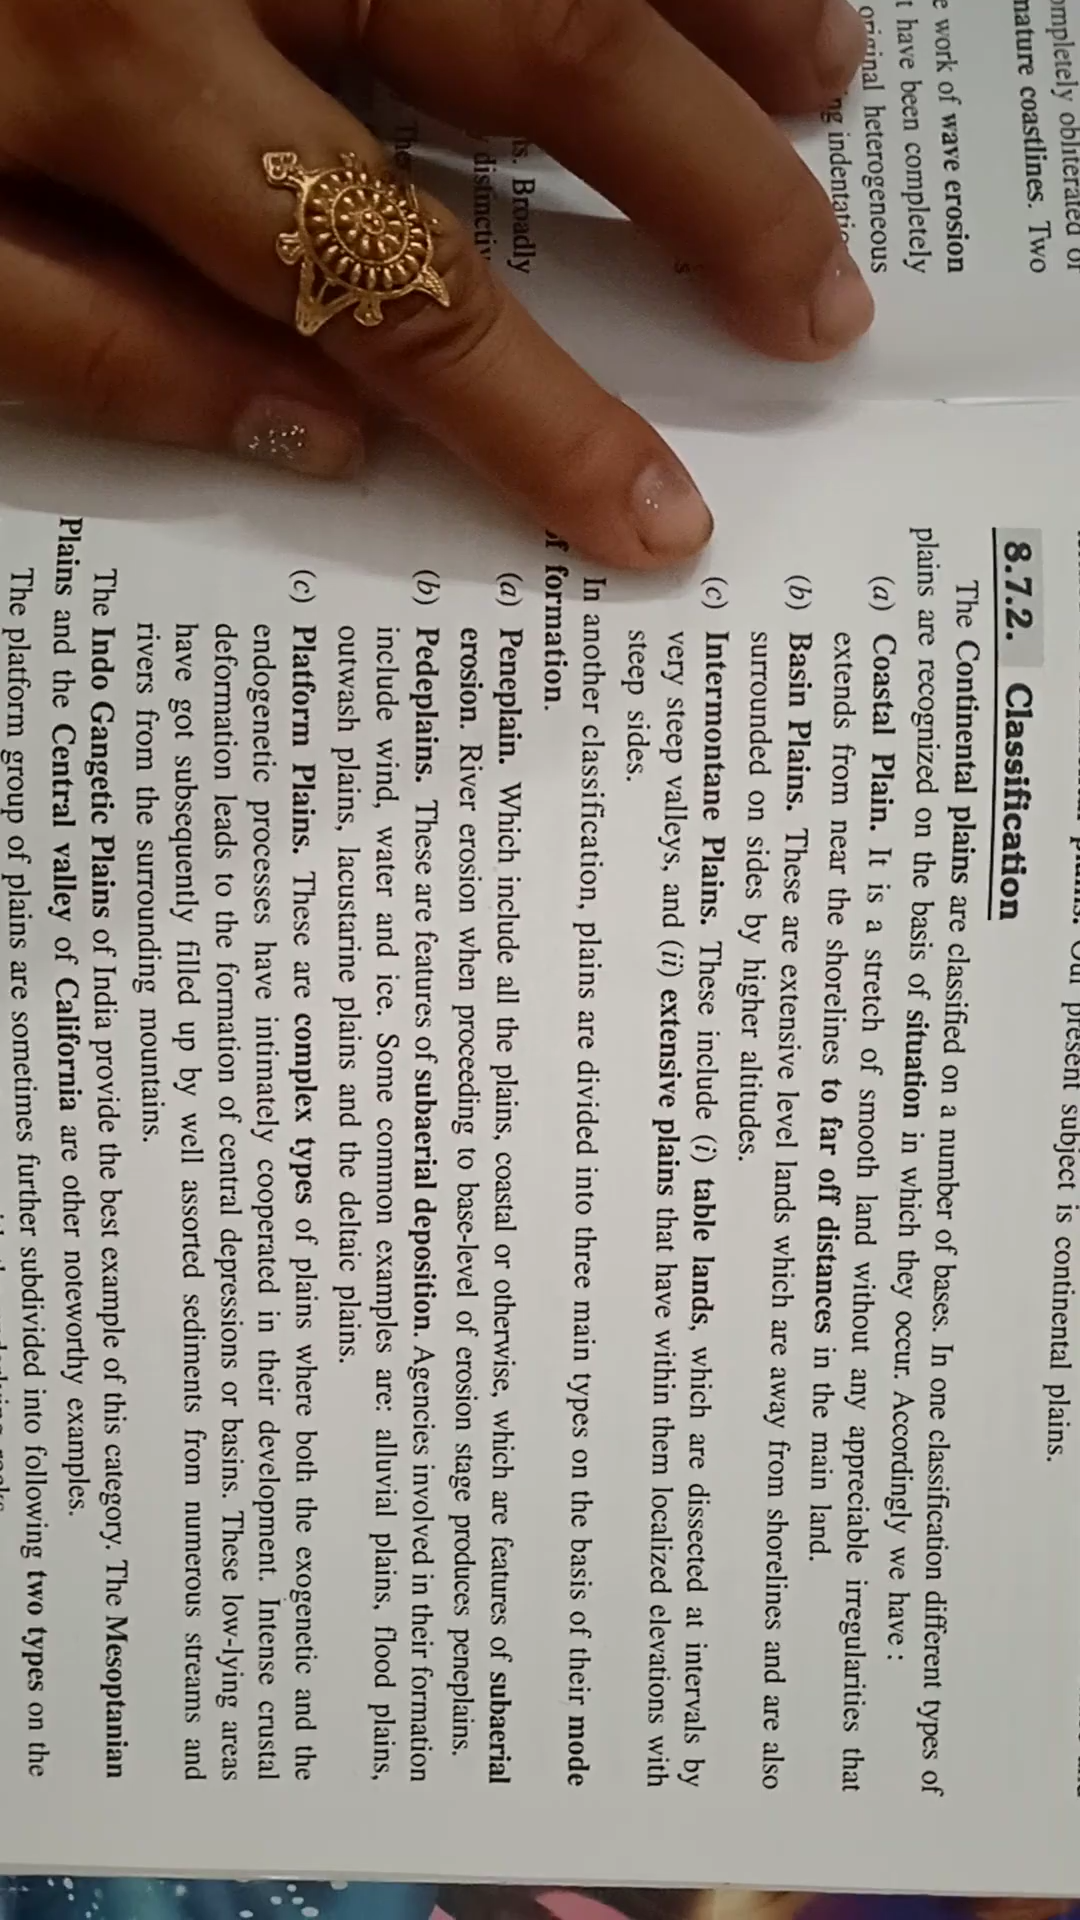 ompletely obliterated or
mature coastlines. Two
e work of wave erosion
t have been completely
original heterogeneous
ng indentatio
s
ns. Broadly
distinctiv
The
present subject is continental plains.
8.7.2. Classification
The Continental plains are classified on a number of bases. In one classification different types of
plains are recognized on the basis of situation in which they occur. Accordingly we have :
(a) Coastal Plain. It is a stretch of smooth land without any appreciable irregularities that
extends from near the shorelines to far off distances in the main land.
(b) Basin Plains. These are extensive level lands which are away from shorelines and are also
surrounded on sides by higher altitudes.
(c) Intermontane Plains. These include (i) table lands, which are dissected at intervals by
very steep valleys, and (ii) extensive plains that have within them localized elevations with
steep sides.
In another classification, plains are divided into three main types on the basis of their mode
of formation.
(a) Peneplain. Which include all the plains, coastal or otherwise, which are features of subaerial
erosion. River erosion when proceeding to base-level of erosion stage produces peneplains.
(b) Pedeplains. These are features of subaerial deposition. Agencies involved in their formation
include wind, water and ice. Some common examples are: alluvial plains, flood plains,
outwash plains, lacustarine plains and the deltaic plains.
(c) Platform Plains. These are complex types of plains where both the exogenetic and the
endogenetic processes have intimately cooperated in their development. Intense crustal
deformation leads to the formation of central depressions or basins. These low-lying areas
have got subsequently filled up by well assorted sediments from numerous streams and
rivers from the surrounding mountains.
The Indo Gangetic Plains of India provide the best example of this category. The Mesoptanian
Plains and the Central valley of California are other noteworthy examples.
The platform group of plains are sometimes further subdivided into following two types on the